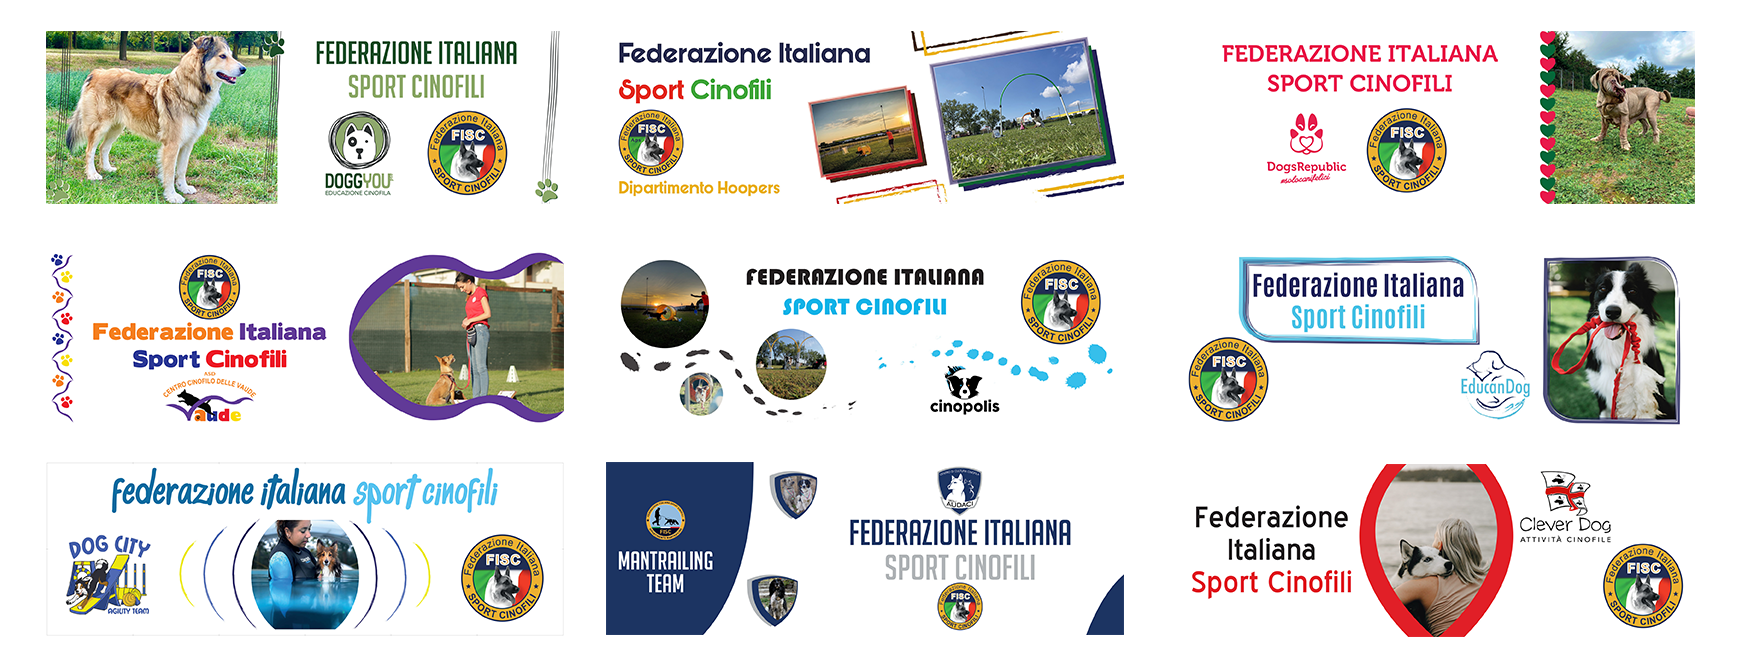 FEDERAZIONE ITALIANA
SPORT CINOFILI
DOGGYOU
EDUCAZIONE CINOFILA
Federazione Italiana
FISC
SPORT CINOFILI
Federazione Italiana
Sport Cinofili
Federazione Italiana
FISC
SPORT CINOFILI
Dipartimento Hoopers
FEDERAZIONE ITALIANA
SPORT CINOFILI
DogsRepublic
#solocanifelici
Federazione Italiana
FISC
SPORT CINOFILI
Federazione Italiana
FISC
SPORT CINOFILI
Federazione Italiana
Sport Cinofili
ASD
CENTRO CINOFILO DELLE VAUDE
Vaude
FEDERAZIONE ITALIANA
SPORT CINOFILI
Federazione Italiana
FISC
SPORT CINOFILI
cinopolis
Federazione Italiana
Sport Cinofili
Federazione Italiana
FISC
SPORT CINOFILI
EducanDog
federazione italiana sport cinofili
DOG CITY
AGILITY TEAM
Federazione Italiana
FISC
SPORT CINOFILI
FISC
MANTRAILING
TEAM
AUDACI
FEDERAZIONE ITALIANA
SPORT CINOFILI
Federazione Italiana
FISC
SPORT CINOFILI
Federazione
Italiana
Sport Cinofili
Clever Dog
ATTIVITÀ CINOFILE
Federazione Italiana
FISC
SPORT CINOFILI